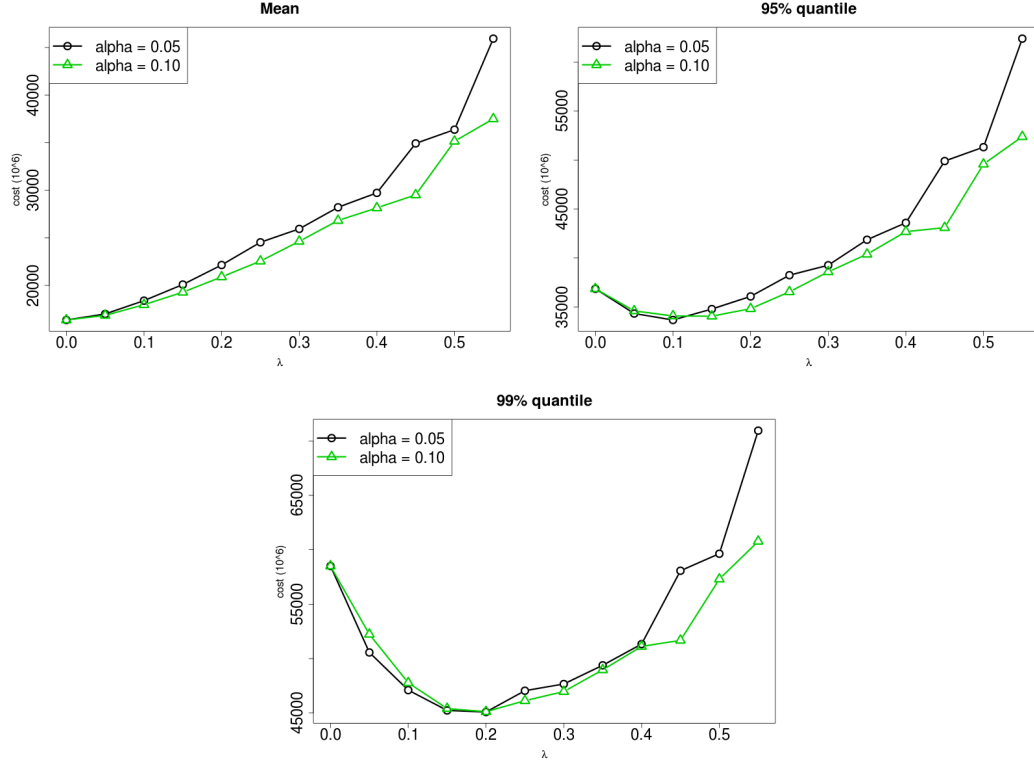 Mean
alpha = 0.05
alpha = 0.10
cost (10^6)
40000
30000
20000
0.0 0.1 0.2 0.3 0.4 0.5
λ
95% quantile
alpha = 0.05
alpha = 0.10
cost (10^6)
55000
45000
35000
0.0 0.1 0.2 0.3 0.4 0.5
λ
99% quantile
alpha = 0.05
alpha = 0.10
cost (10^6)
65000
55000
45000
0.0 0.1 0.2 0.3 0.4 0.5
λ